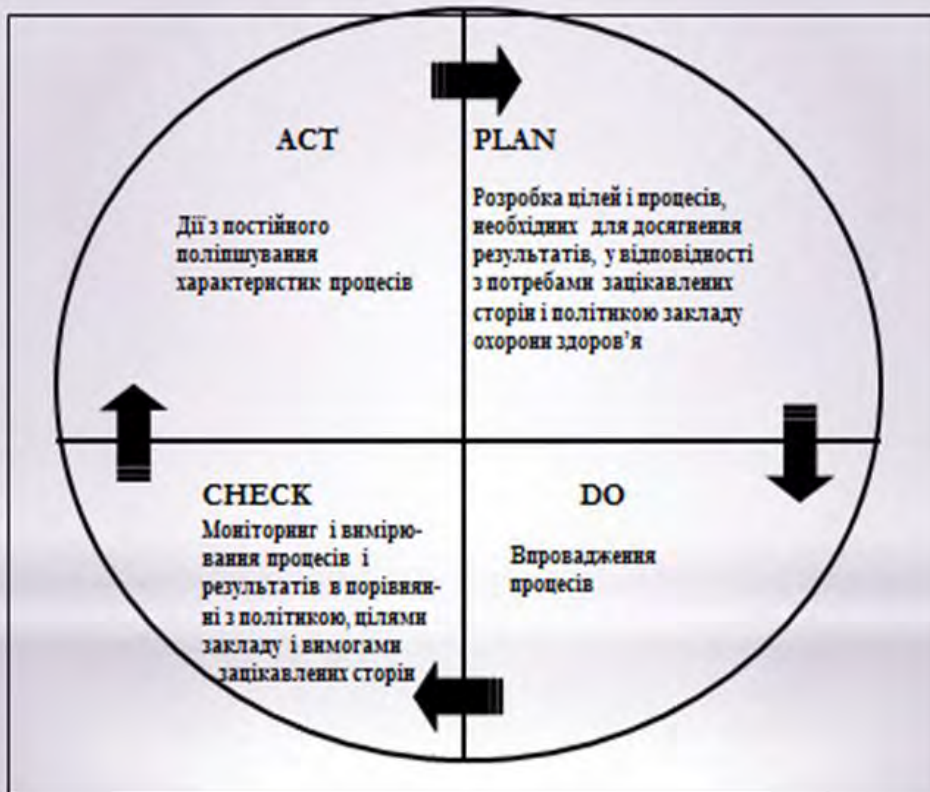 ACT
Дії з постійного
поліпшування
характеристик процесів
PLAN
Розробка цілей і процесів,
необхідних для досягнення
результатів, у відповідності
з потребами зацікавлених
сторін і політикою закладу
охорони здоров’я
CHECK
Моніторинг і вимірю-
вання процесів і
результатів в порівнян-
ні з політикою, цілями
закладу і вимогами
зацікавлених сторін
DO
Впровадження
процесів